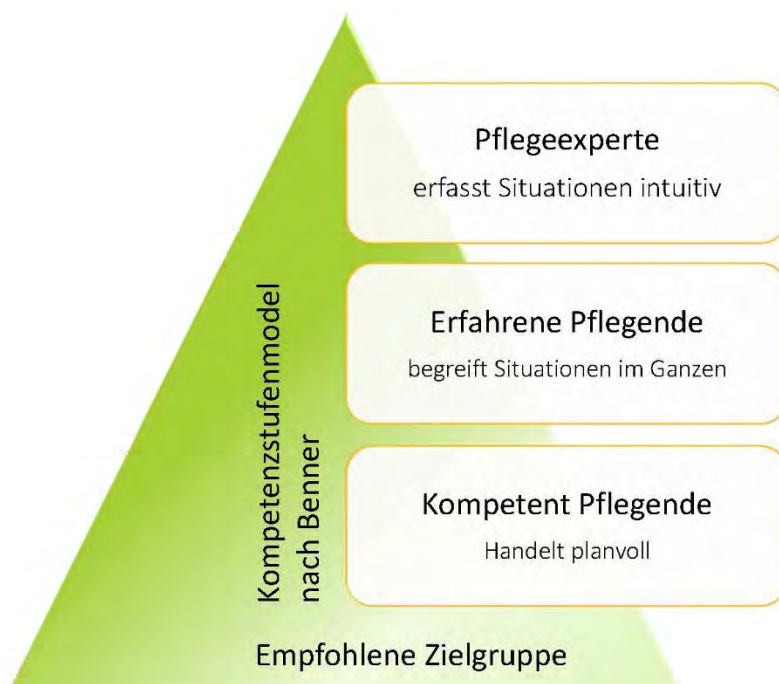 Pflegeexperte
erfasst Situationen intuitiv
Erfahrene Pflegende
begreift Situationen im Ganzen
Kompetent Pflegende
Handelt planvoll
Kompetenzstufenmodel
nach Benner
Empfohlene Zielgruppe